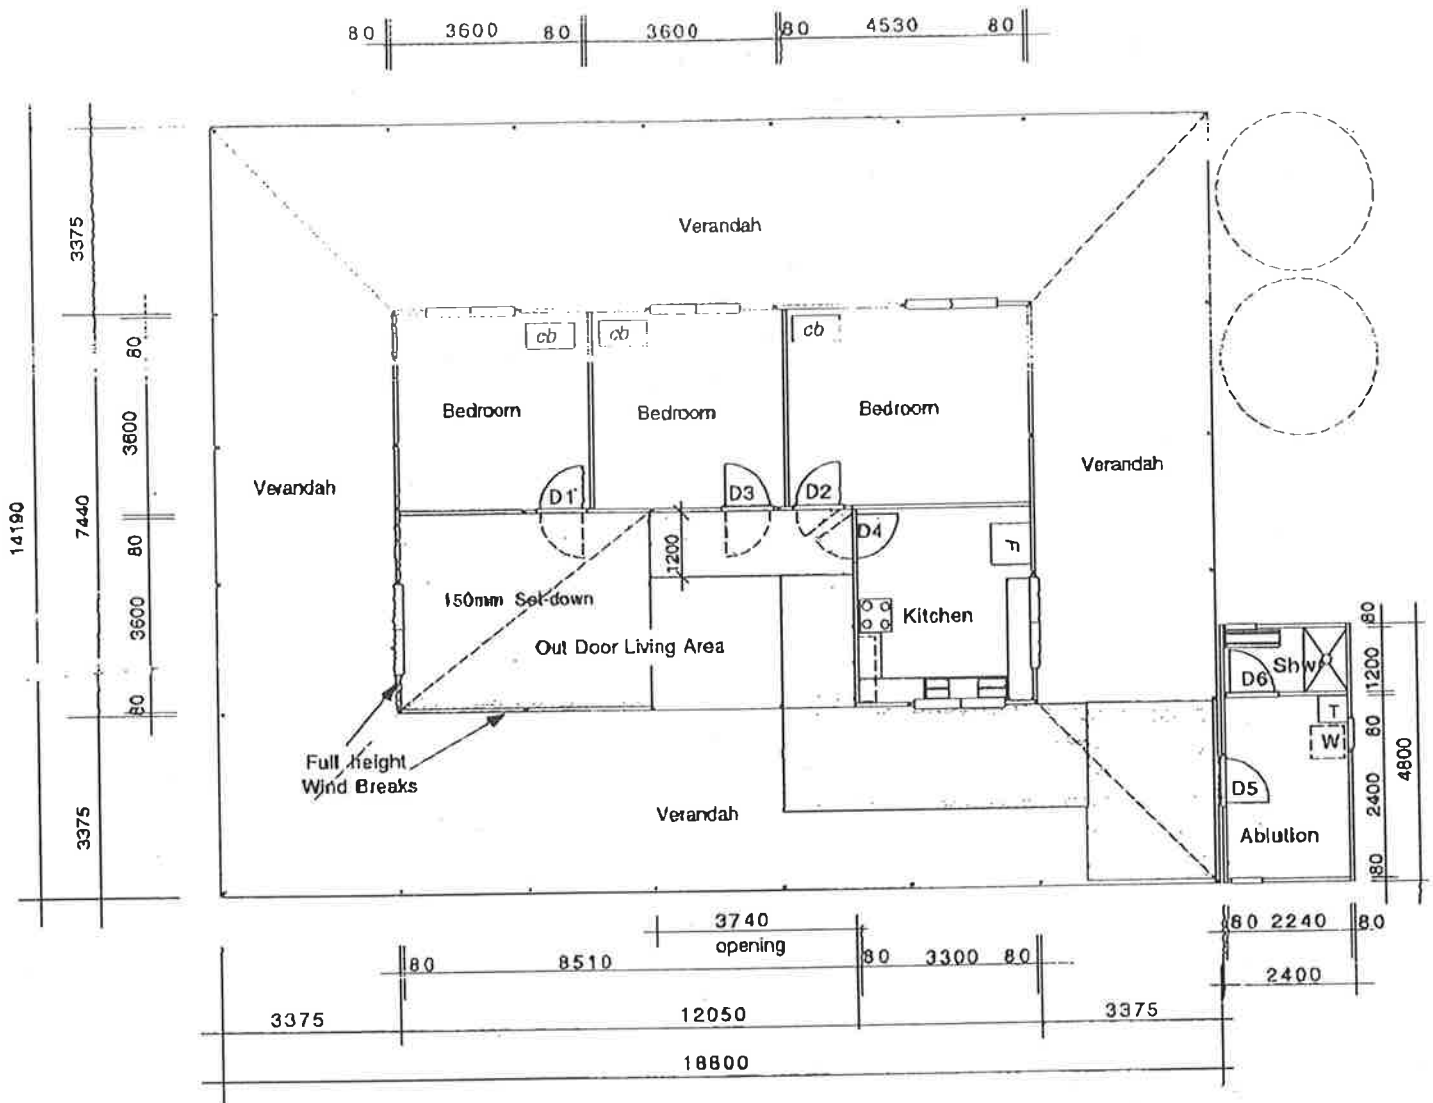 80 3600 80 3600 80 4530 80
3375
Verandah
80
cb cb cb
3600
Bedroom Bedroom Bedroom
Verandah Verandah
14190
7440
D1 D3 D2
80
D4
F
1200
150mm Set-down
3600
Kitchen
Out Door Living Area
80
1200
D6 Shwr
80
T
W
60
4800
Full height
Wind Breaks
3375
Verandah
D5
2400
Ablution
80
3740
opening
80 2240 80
80 8510 80 3300 80
2400
3375 12050 3375
18800